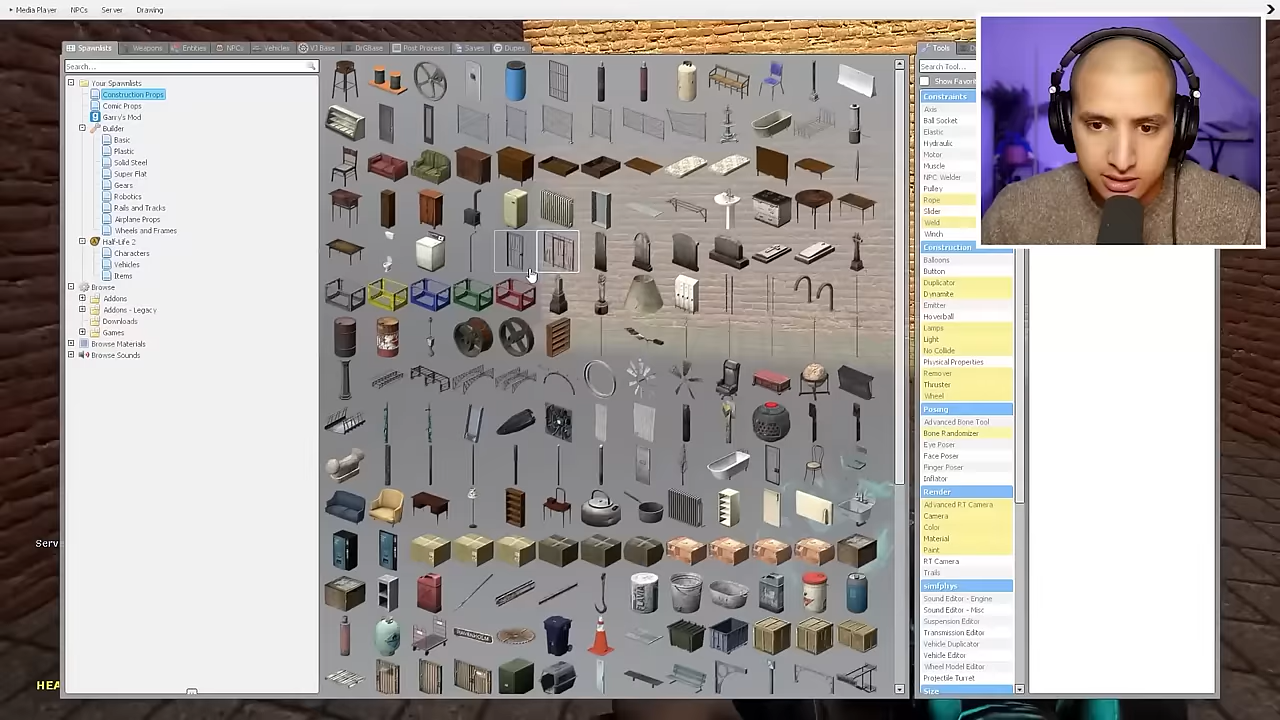 Media Player NPCs Server Drawing
Spawnlists Weapons Entities NPCs Vehicles VJ Base DrGBase Post Process Saves Dupes
Tools
Search...
Search Tool...
Your Spawnlists
Construction Props
Comic Props
Garry's Mod
Builder
Basic
Plastic
Solid Steel
Super Flat
Gears
Robotics
Rails and Tracks
Airplane Props
Wheels and Frames
Half-Life 2
Characters
Vehicles
Items
Browse
Addons
Addons - Legacy
Downloads
Games
Browse Materials
Browse Sounds
Constraints
Axis
Ball Socket
Elastic
Hydraulic
Motor
Muscle
NPC Welder
Pulley
Rope
Slider
Weld
Winch
Construction
Balloons
Button
Duplicator
Dynamite
Emitter
Hoverball
Lamps
Light
No Collide
Physical Properties
Remover
Thruster
Wheel
Posing
Advanced Bone Tool
Bone Randomizer
Eye Poser
Face Poser
Finger Poser
Inflator
Render
Advanced RT Camera
Camera
Color
Material
Paint
RT Camera
Trails
simfphys
Sound Editor - Engine
Sound Editor - Misc
Suspension Editor
Transmission Editor
Vehicle Duplicator
Vehicle Editor
Wheel Model Editor
Projectile Turret
Size
RAVENHOLM
Serv
HEA